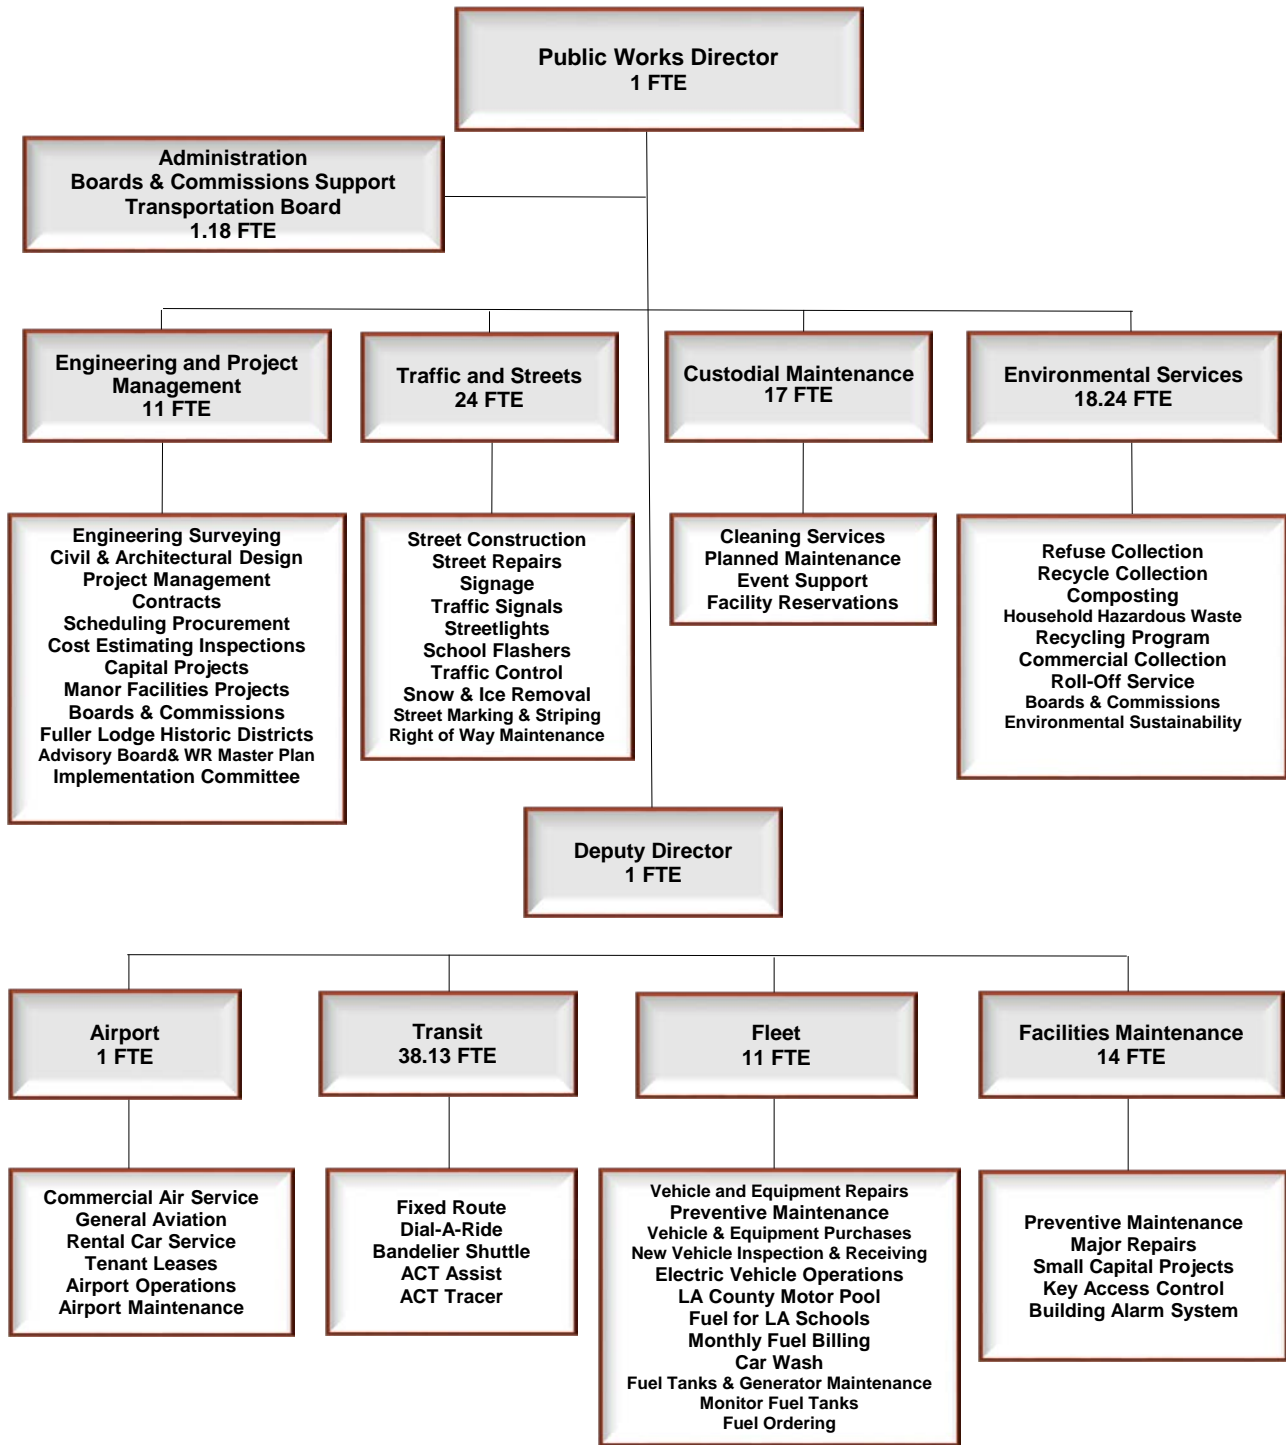 Public Works Director
1 FTE
Administration
Boards & Commissions Support
Transportation Board
1.18 FTE
Engineering and Project
Management
11 FTE
Traffic and Streets
24 FTE
Custodial Maintenance
17 FTE
Environmental Services
18.24 FTE
Engineering Surveying
Civil & Architectural Design
Project Management
Contracts
Scheduling Procurement
Cost Estimating Inspections
Capital Projects
Manor Facilities Projects
Boards & Commissions
Fuller Lodge Historic Districts
Advisory Board& WR Master Plan
Implementation Committee
Street Construction
Street Repairs
Signage
Traffic Signals
Streetlights
School Flashers
Traffic Control
Snow & Ice Removal
Street Marking & Striping
Right of Way Maintenance
Cleaning Services
Planned Maintenance
Event Support
Facility Reservations
Refuse Collection
Recycle Collection
Composting
Household Hazardous Waste
Recycling Program
Commercial Collection
Roll-Off Service
Boards & Commissions
Environmental Sustainability
Deputy Director
1 FTE
Airport
1 FTE
Transit
38.13 FTE
Fleet
11 FTE
Facilities Maintenance
14 FTE
Commercial Air Service
General Aviation
Rental Car Service
Tenant Leases
Airport Operations
Airport Maintenance
Fixed Route
Dial-A-Ride
Bandelier Shuttle
ACT Assist
ACT Tracer
Vehicle and Equipment Repairs
Preventive Maintenance
Vehicle & Equipment Purchases
New Vehicle Inspection & Receiving
Electric Vehicle Operations
LA County Motor Pool
Fuel for LA Schools
Monthly Fuel Billing
Car Wash
Fuel Tanks & Generator Maintenance
Monitor Fuel Tanks
Fuel Ordering
Preventive Maintenance
Major Repairs
Small Capital Projects
Key Access Control
Building Alarm System